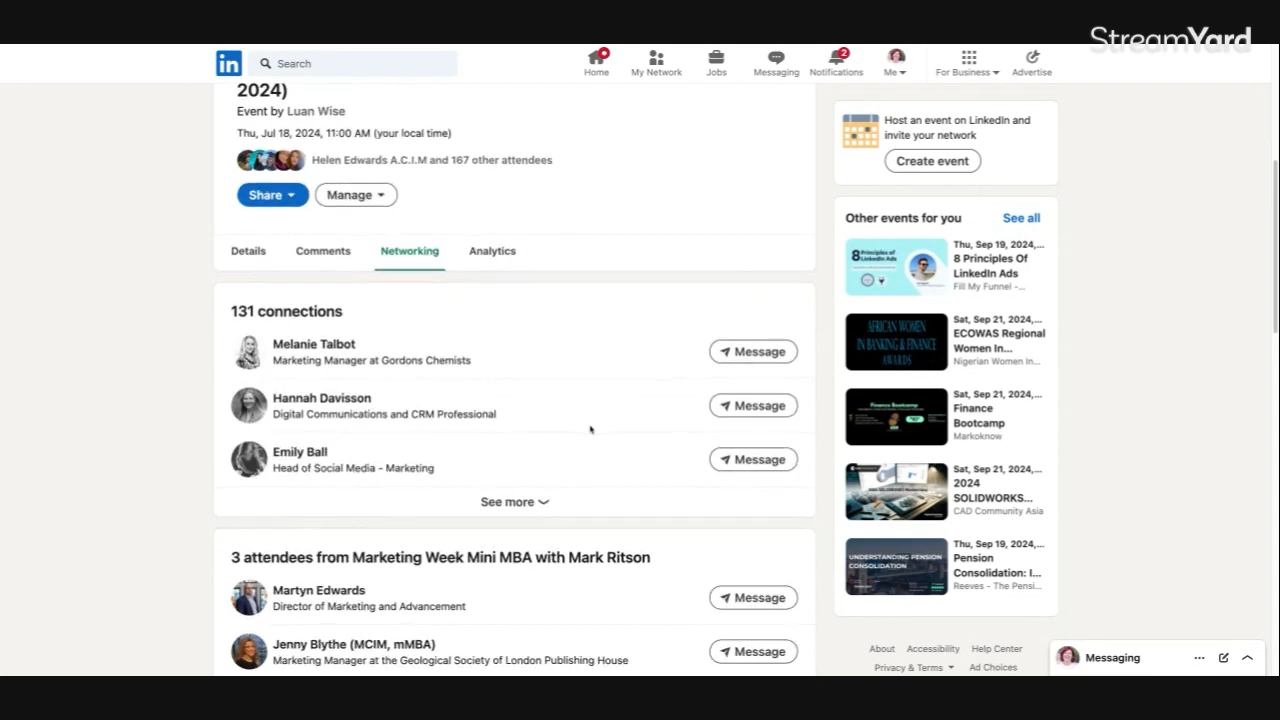 StreamYard
in
Search
Home
My Network
Jobs
Messaging
2
Notifications
Me
For Business
Advertise
2024)
Event by Luan Wise
Thu, Jul 18, 2024, 11:00 AM (your local time)
Helen Edwards A.C.I.M and 167 other attendees
Share
Manage
Details
Comments
Networking
Analytics
131 connections
Melanie Talbot
Marketing Manager at Gordons Chemists
Message
Hannah Davisson
Digital Communications and CRM Professional
Message
Emily Ball
Head of Social Media - Marketing
Message
See more
3 attendees from Marketing Week Mini MBA with Mark Ritson
Martyn Edwards
Director of Marketing and Advancement
Message
Jenny Blythe (MCIM, mMBA)
Marketing Manager at the Geological Society of London Publishing House
Message
Host an event on LinkedIn and
invite your network
Create event
Other events for you
See all
8 Principles
of LinkedIn Ads
Thu, Sep 19, 2024,...
8 Principles Of
LinkedIn Ads
Fill My Funnel -...
AFRICAN WOMEN
IN BANKING & FINANCE
AWARDS
Sat, Sep 21, 2024,...
ECOWAS Regional
Women In...
Nigerian Women In...
Finance Bootcamp
Sat, Sep 21, 2024,...
Finance
Bootcamp
Markoknow
Sat, Sep 21, 2024,...
2024
SOLIDWORKS...
CAD Community Asia
UNDERSTANDING PENSION
CONSOLIDATION:
Thu, Sep 19, 2024,...
Pension
Consolidation: I...
Reeves - The Pensi...
About
Accessibility
Help Center
Privacy & Terms
Ad Choices
Messaging